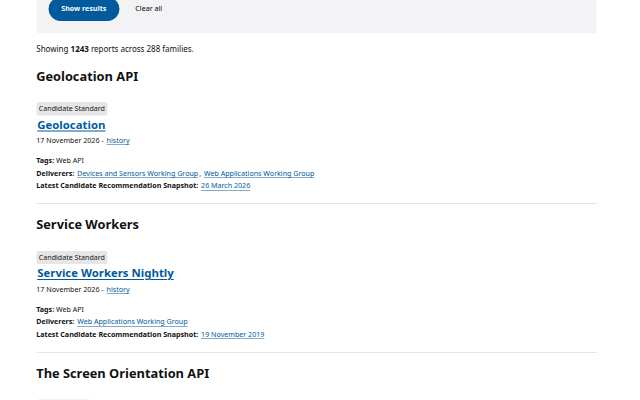 Show results Clear all
Showing 1243 reports across 288 families.
Geolocation API
Candidate Standard
Geolocation
17 November 2026 - history
Tags: Web API
Deliverers: Devices and Sensors Working Group, Web Applications Working Group
Latest Candidate Recommendation Snapshot: 26 March 2026
Service Workers
Candidate Standard
Service Workers Nightly
17 November 2026 - history
Tags: Web API
Deliverers: Web Applications Working Group
Latest Candidate Recommendation Snapshot: 19 November 2019
The Screen Orientation API